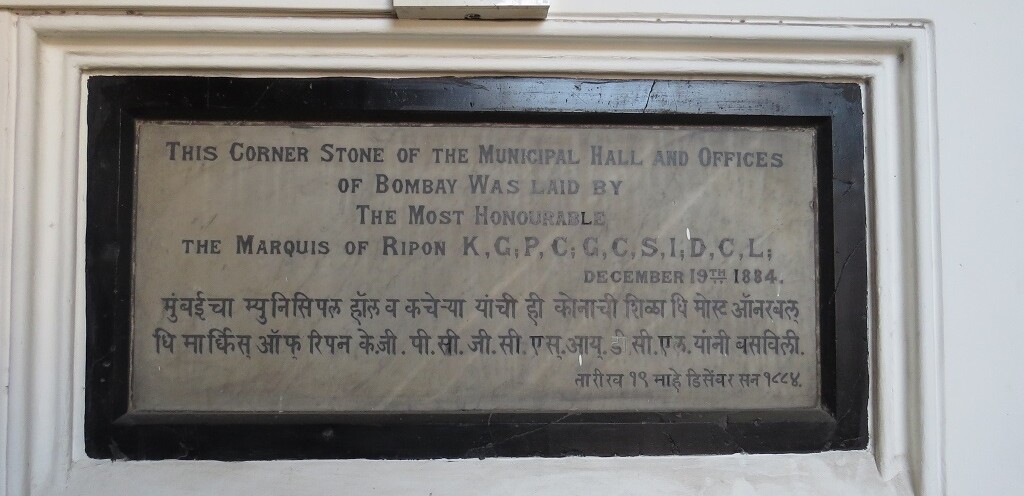 THIS CORNER STONE OF THE MUNICIPAL HALL AND OFFICES
OF BOMBAY WAS LAID BY
THE MOST HONOURABLE
THE MARQUIS OF RIPON K,G;P,C;G,C,S,I;D,C,L;
DECEMBER 19TH 1884.
मुंबईचा म्युनिसिपल हॉल व कचेऱ्या यांची ही कोनाची शिळा धि मोस्ट ऑनरबल्
धि मार्क्विस् ऑफ् रिपन के.जी. पी.सी. जी.सी. एस्.आय्. डी.सी.एल. यांनी बसविली.
तारीख १९ माहे डिसेंबर सन १८८४.